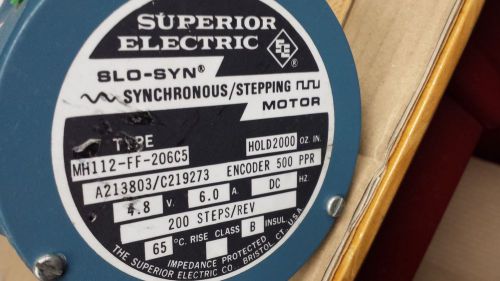 SUPERIOR
ELECTRIC
SE ®
SLO-SYN®
SYNCHRONOUS/STEPPING
MOTOR
TYPE HOLD2000 OZ. IN.
MH112-FF-206C5
A213803/C219273 ENCODER 500 PPR
4.8 V. 6.0 A. DC HZ
200 STEPS/REV
65 °C. RISE CLASS B INSUL.
IMPEDANCE PROTECTED
THE SUPERIOR ELECTRIC CO. BRISTOL, CT. U.S.A.